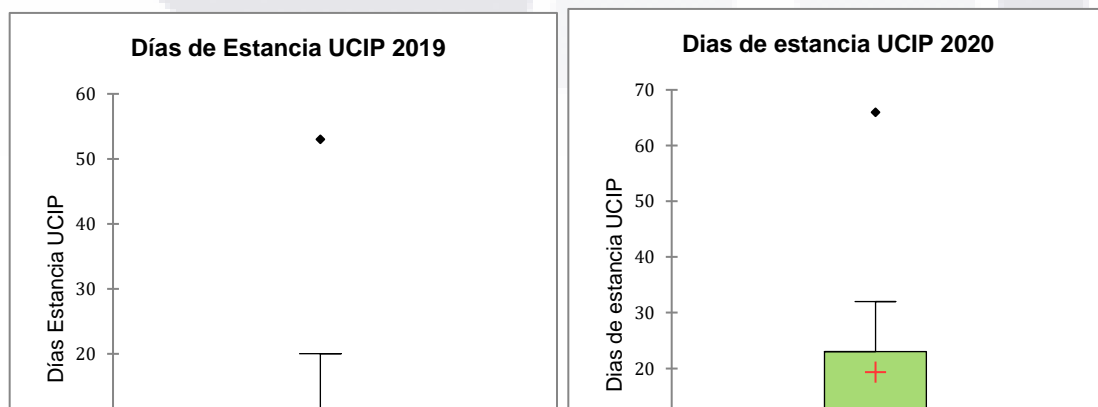 Días de Estancia UCIP 2019
60
50
40
30
20
Días Estancia UCIP
Dias de estancia UCIP 2020
70
60
50
40
30
20
Dias de estancia UCIP